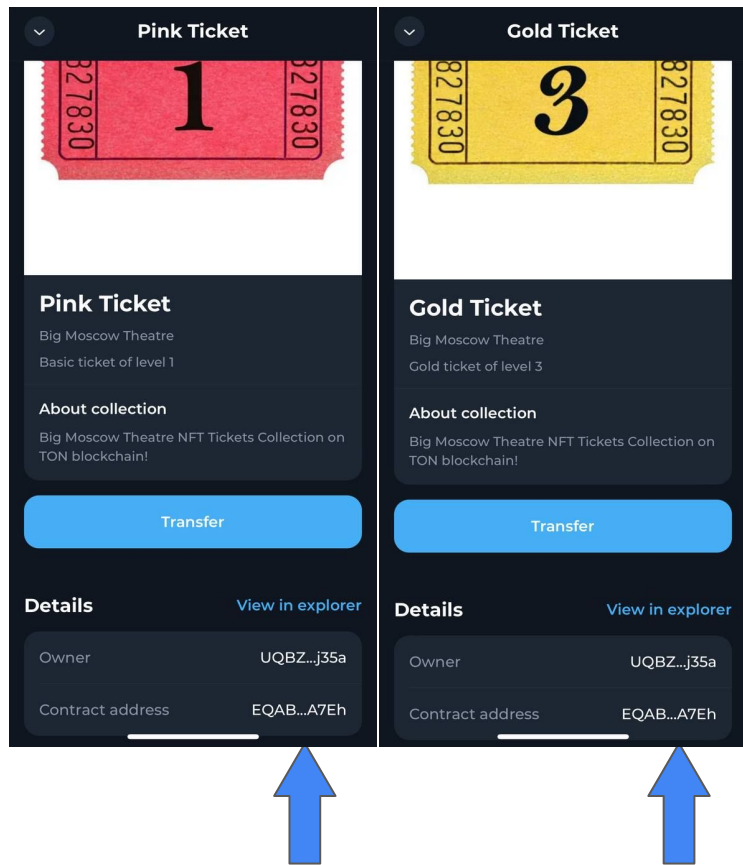 Pink Ticket
827830
1
827830
Pink Ticket
Big Moscow Theatre
Basic ticket of level 1
About collection
Big Moscow Theatre NFT Tickets Collection on
TON blockchain!
Transfer
Details
View in explorer
Owner
UQBZ...j35a
Contract address
EQAB...A7Eh
Gold Ticket
827830
3
827830
Gold Ticket
Big Moscow Theatre
Gold ticket of level 3
About collection
Big Moscow Theatre NFT Tickets Collection on
TON blockchain!
Transfer
Details
View in explorer
Owner
UQBZ...j35a
Contract address
EQAB...A7Eh